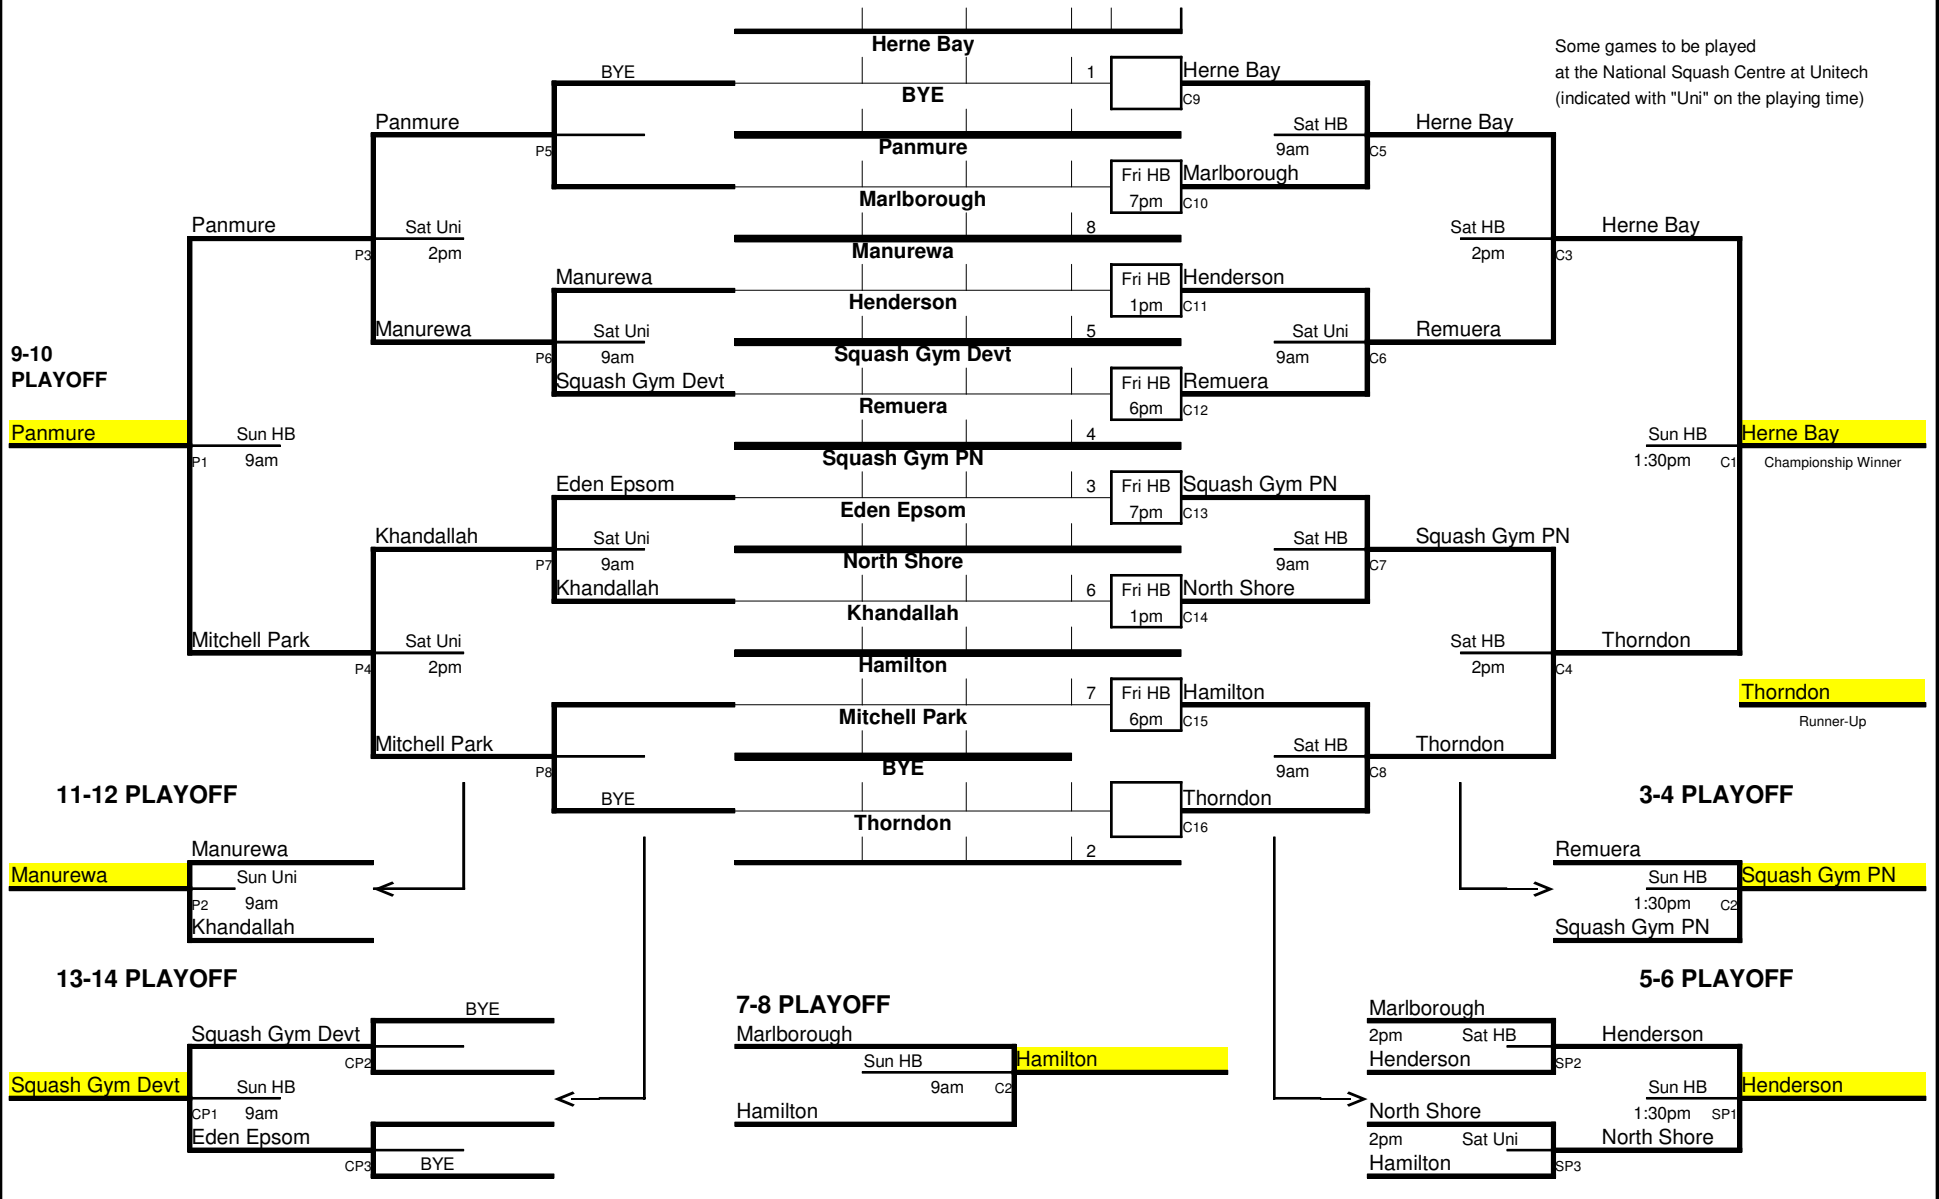 Herne Bay
Some games to be played
at the National Squash Centre at Unitech
(indicated with "Uni" on the playing time)
BYE
1
Herne Bay
BYE
C9
Panmure
Sat HB
Herne Bay
P5
Panmure
9am
C5
Fri HB
Marlborough
Marlborough
7pm
C10
Panmure
Sat Uni
8
Sat HB
Herne Bay
P3
2pm
Manurewa
2pm
C3
Manurewa
Fri HB
Henderson
Henderson
1pm
C11
Manurewa
Sat Uni
5
Sat Uni
Remuera
9-10
PLAYOFF
P6
9am
Squash Gym Devt
9am
C6
Squash Gym Devt
Fri HB
Remuera
Remuera
6pm
C12
Panmure
Sun HB
4
Sun HB
Herne Bay
P1
9am
Squash Gym PN
1:30pm
C1
Championship Winner
Eden Epsom
3
Fri HB
Squash Gym PN
Eden Epsom
7pm
C13
Khandallah
Sat Uni
Sat HB
Squash Gym PN
P7
9am
North Shore
9am
C7
Khandallah
6
Fri HB
North Shore
Khandallah
1pm
C14
Mitchell Park
Sat Uni
Sat HB
Thorndon
P4
2pm
Hamilton
2pm
C4
7
Fri HB
Hamilton
Thorndon
Mitchell Park
6pm
C15
Runner-Up
Mitchell Park
Sat HB
Thorndon
P8
BYE
9am
C8
11-12 PLAYOFF
BYE
Thorndon
3-4 PLAYOFF
Thorndon
C16
Manurewa
2
Remuera
Manurewa
Sun Uni
Sun HB
Squash Gym PN
P2
9am
1:30pm
C2
Khandallah
Squash Gym PN
13-14 PLAYOFF
5-6 PLAYOFF
7-8 PLAYOFF
BYE
Marlborough
Squash Gym Devt
Marlborough
2pm
Sat HB
Henderson
CP2
Sun HB
Hamilton
Henderson
SP2
Squash Gym Devt
Sun HB
9am
C2
Sun HB
Henderson
CP1
9am
Hamilton
North Shore
1:30pm
SP1
Eden Epsom
2pm
Sat Uni
North Shore
CP3
BYE
Hamilton
SP3